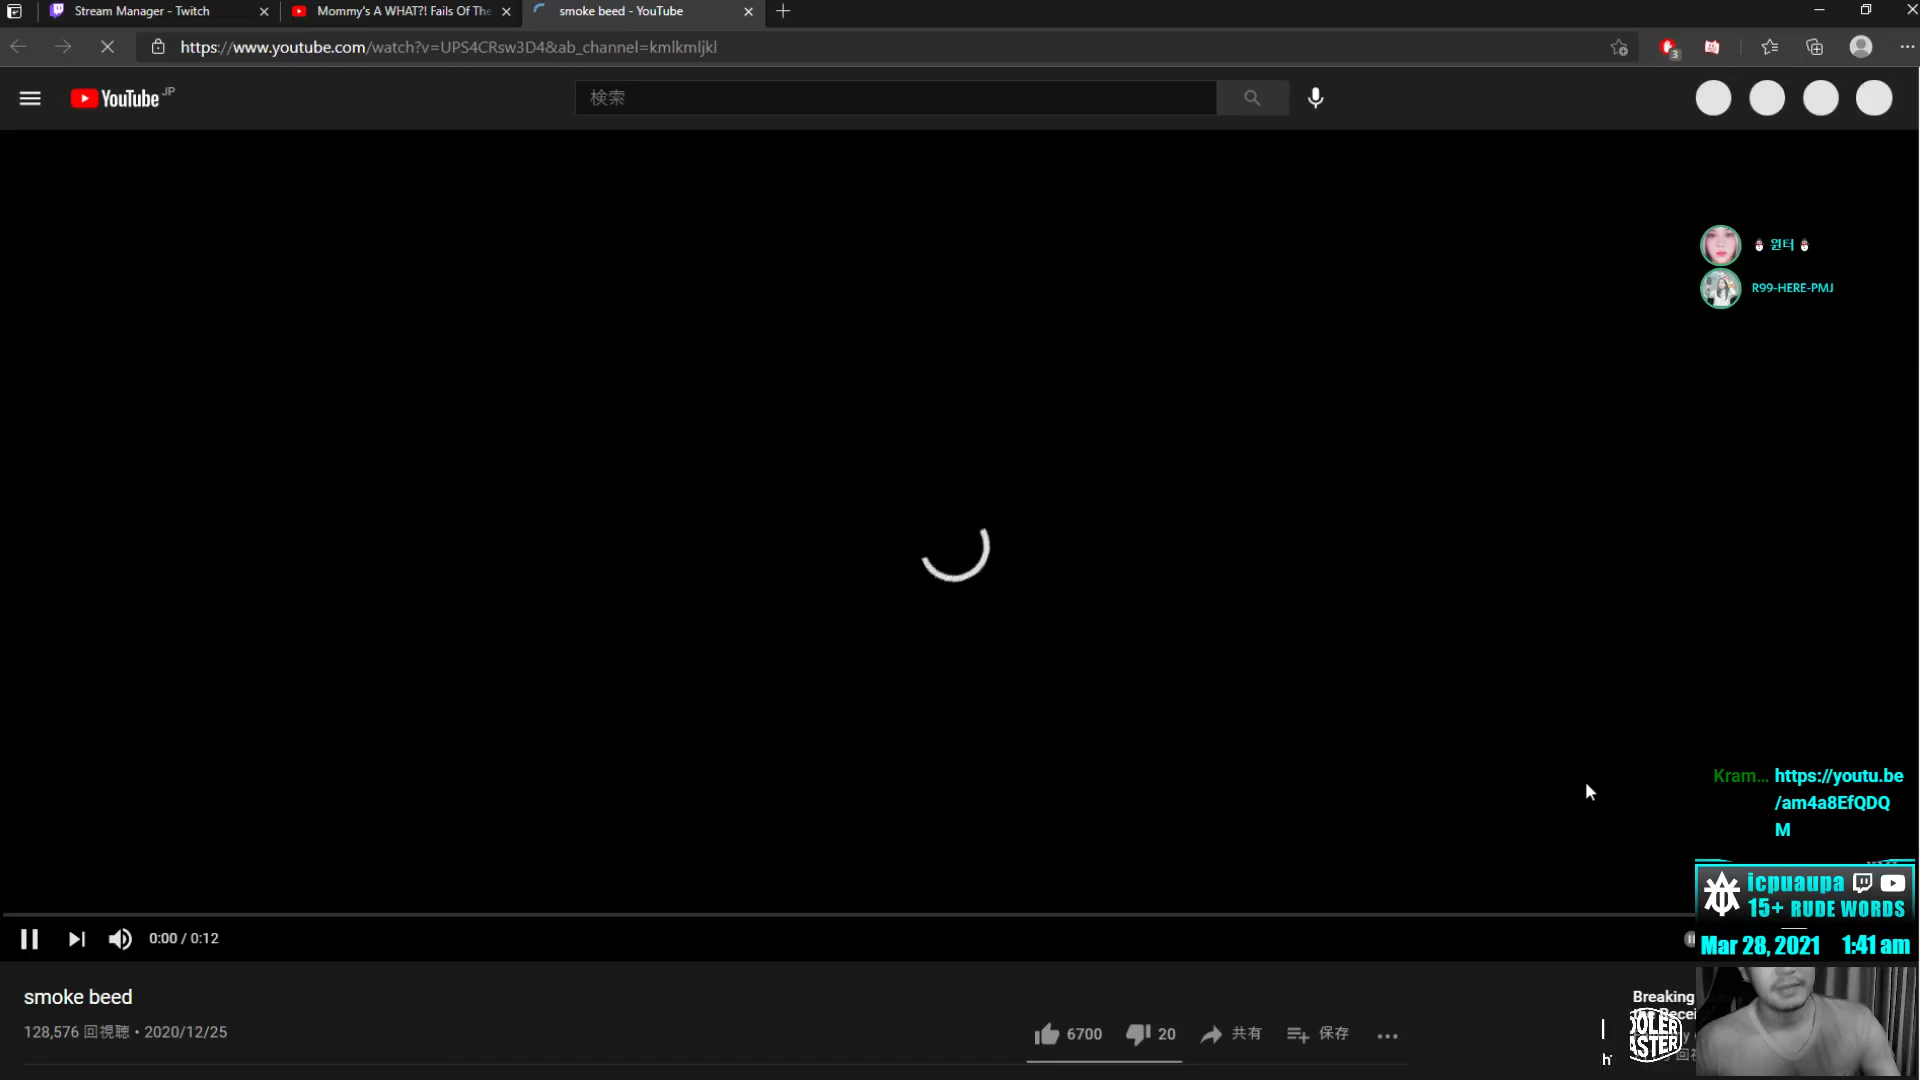 Stream Manager - Twitch
Mommy's A WHAT?! Fails Of The
smoke beed - YouTube
https://www.youtube.com/watch?v=UPS4CRsw3D4&ab_channel=kmlkmljkl
3
YouTube JP
検索
윈터
R99-HERE-PMJ
Kram... https://youtu.be
/am4a8EfQDQ
M
icpuaupa
15+ RUDE WORDS
Mar 28, 2021 1:41 am
0:00 / 0:12
smoke beed
128,576 回視聴 • 2020/12/25
6700
20
共有
保存
Breaking